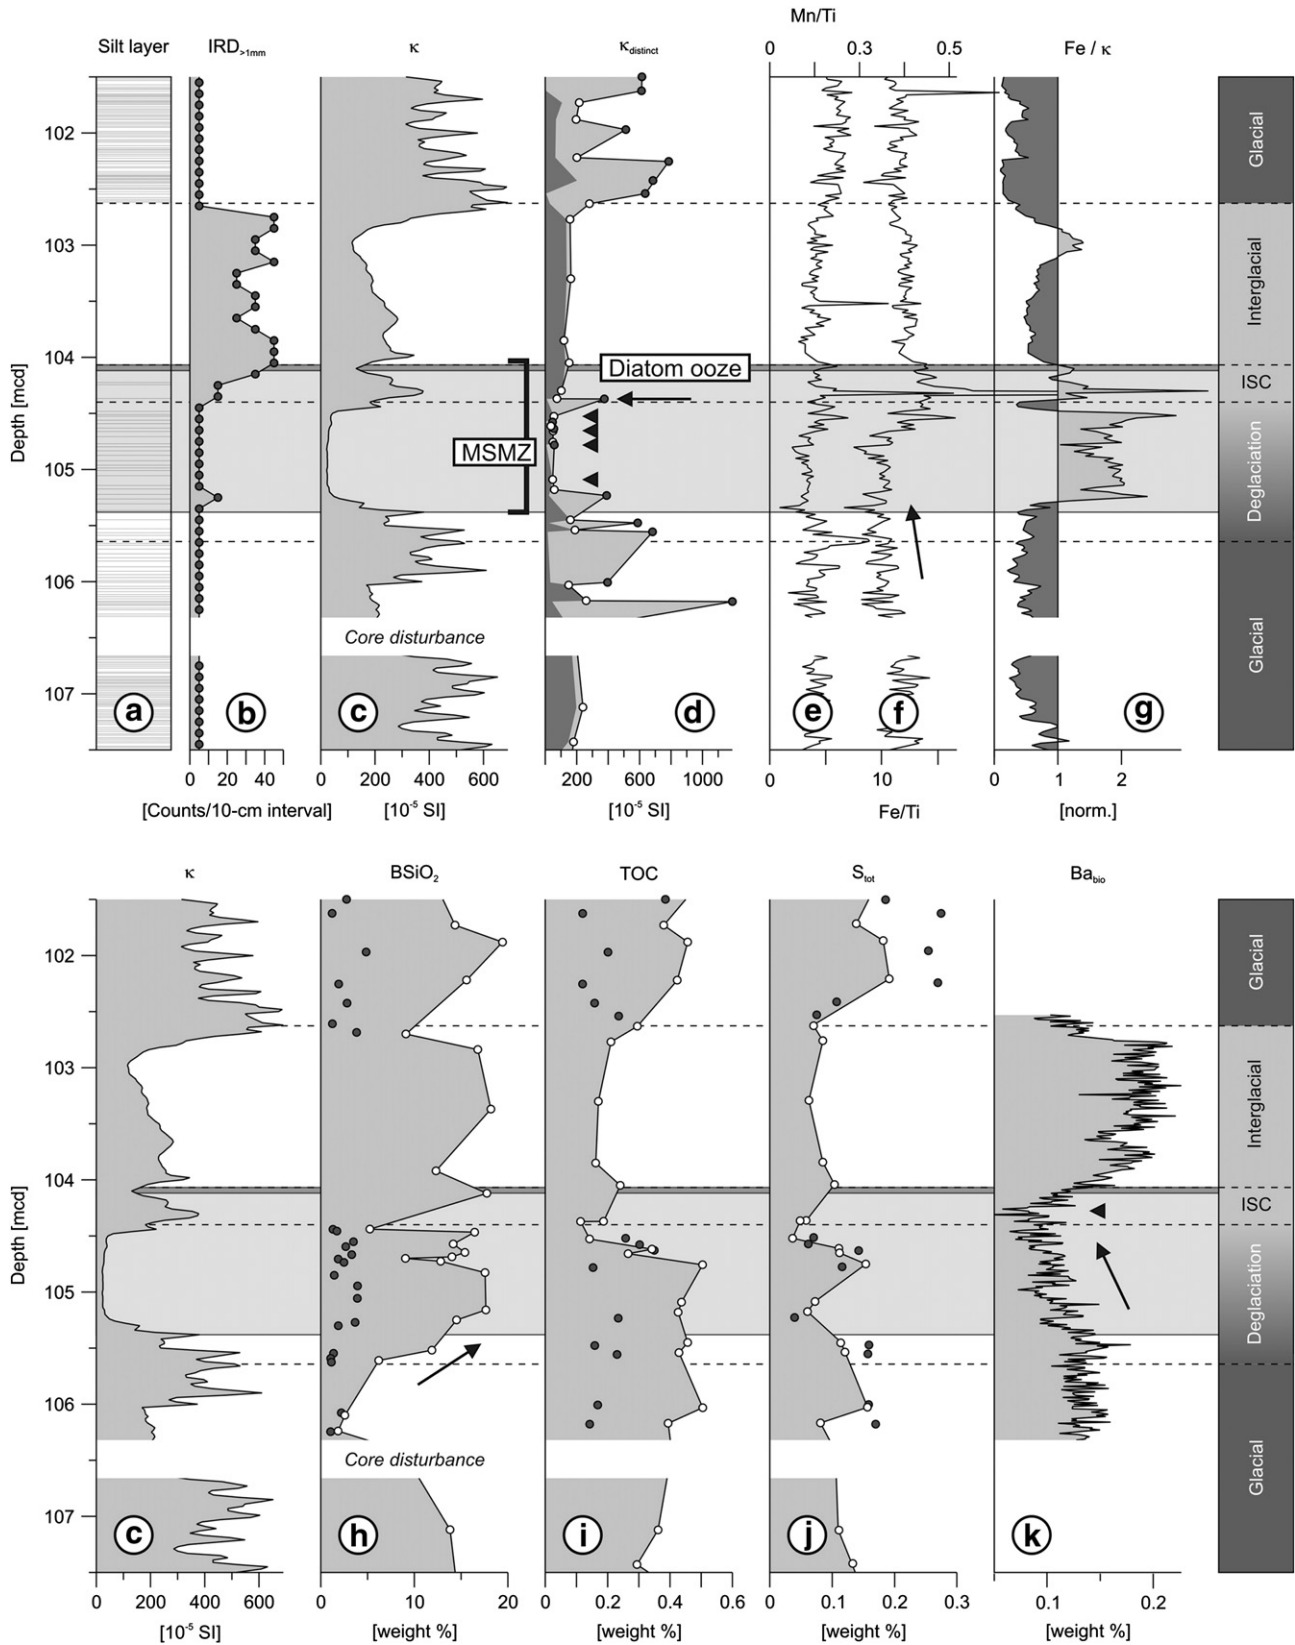 Mn/Ti
Silt layer IRD>1mm κ κdistinct 0 0.3 0.5 Fe / κ
102
103
104
105
106
107
Depth [mcd]
Diatom ooze
MSMZ
Core disturbance
a b c d e f g
Glacial
Interglacial
ISC
Deglaciation
Glacial
0 20 40 0 200 400 600 200 600 1000 0 10 0 1 2
[Counts/10-cm interval] [10⁻⁵ SI] [10⁻⁵ SI] Fe/Ti [norm.]
κ BSiO₂ TOC Stot Babio
102
103
104
105
106
107
Depth [mcd]
Core disturbance
c h i j k
Glacial
Interglacial
ISC
Deglaciation
Glacial
0 200 400 600 0 10 20 0 0.2 0.4 0.6 0 0.1 0.2 0.3 0.1 0.2
[10⁻⁵ SI] [weight %] [weight %] [weight %] [weight %]